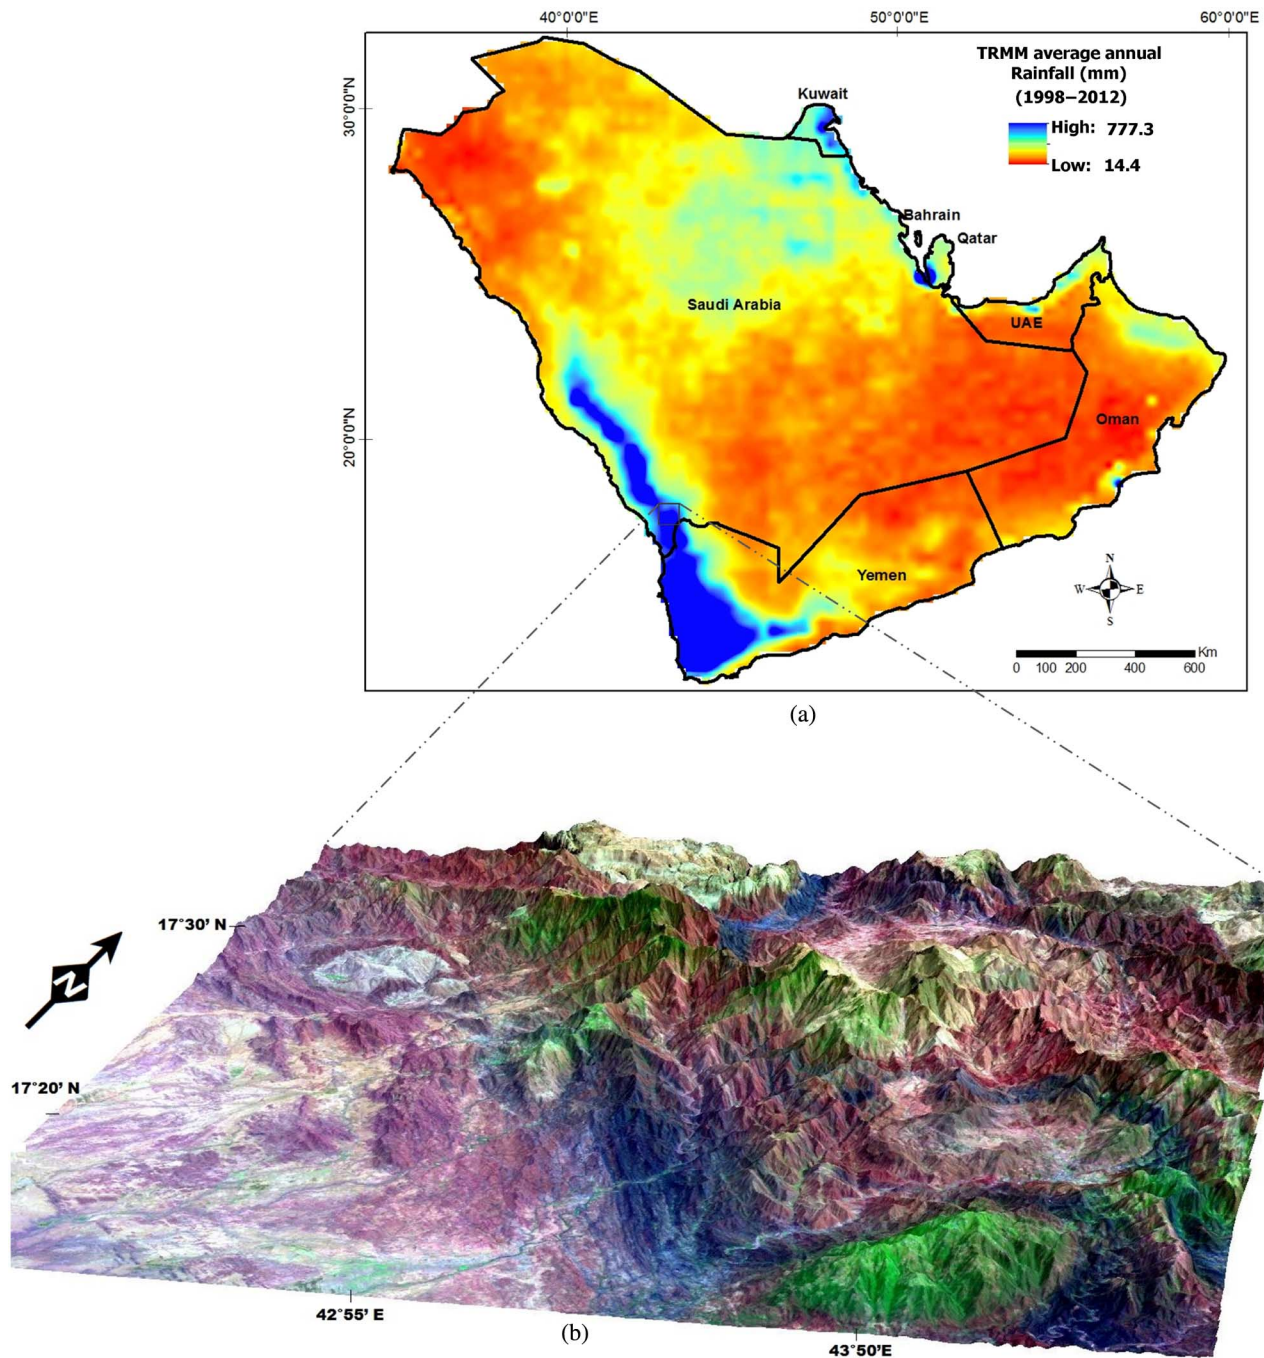 40°0'0"E
50°0'0"E
60°0'0"E
TRMM average annual
Rainfall (mm)
(1998–2012)
High: 777.3
Low: 14.4
30°0'0"N
20°0'0"N
Kuwait
Bahrain
Qatar
Saudi Arabia
UAE
Oman
Yemen
N
W
E
S
0 100 200 400 600
Km
(a)
17°30' N
N
17°20' N
42°55' E
43°50'E
(b)